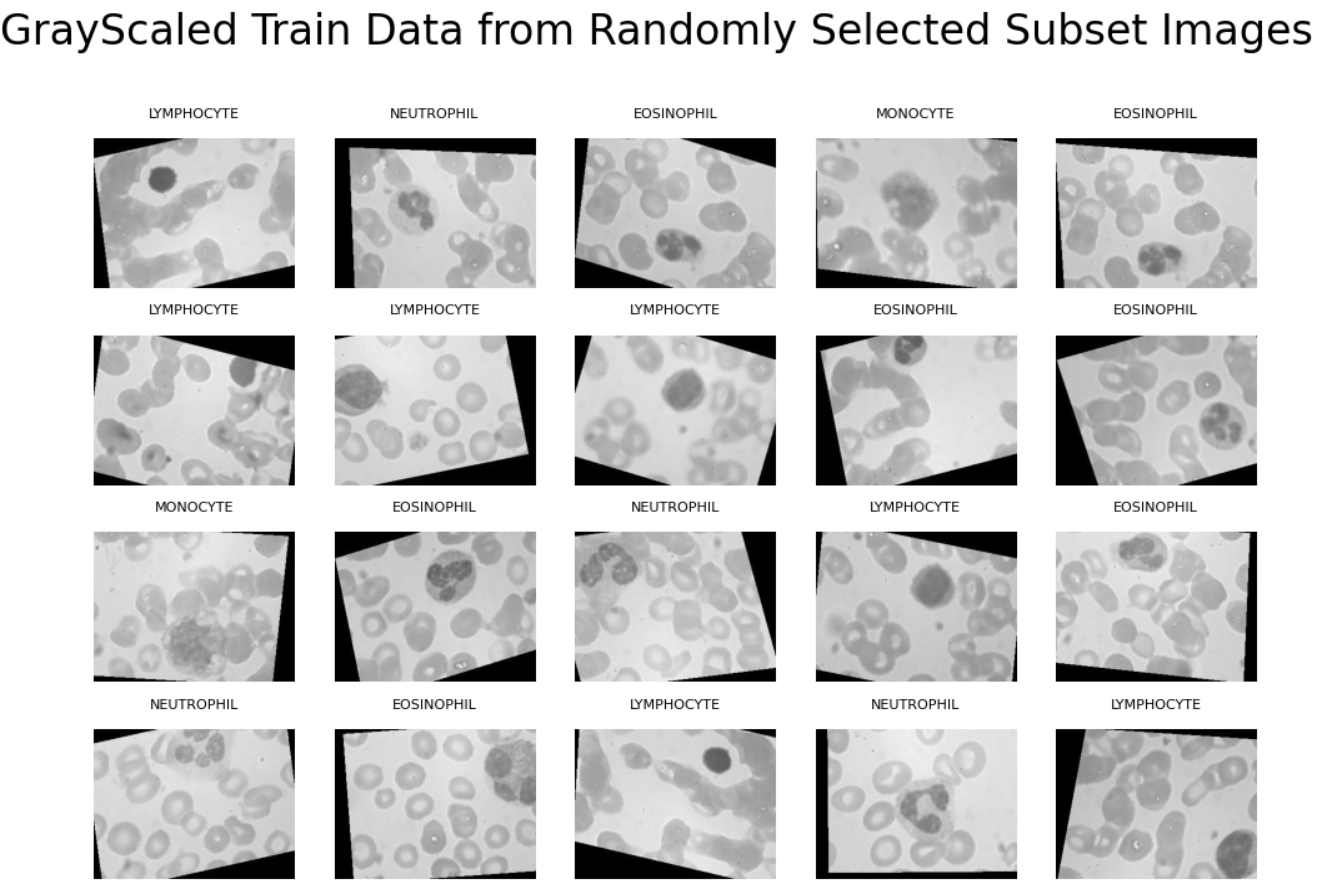 GrayScaled Train Data from Randomly Selected Subset Images
LYMPHOCYTE NEUTROPHIL EOSINOPHIL MONOCYTE EOSINOPHIL
LYMPHOCYTE LYMPHOCYTE LYMPHOCYTE EOSINOPHIL EOSINOPHIL
MONOCYTE EOSINOPHIL NEUTROPHIL LYMPHOCYTE EOSINOPHIL
NEUTROPHIL EOSINOPHIL LYMPHOCYTE NEUTROPHIL LYMPHOCYTE